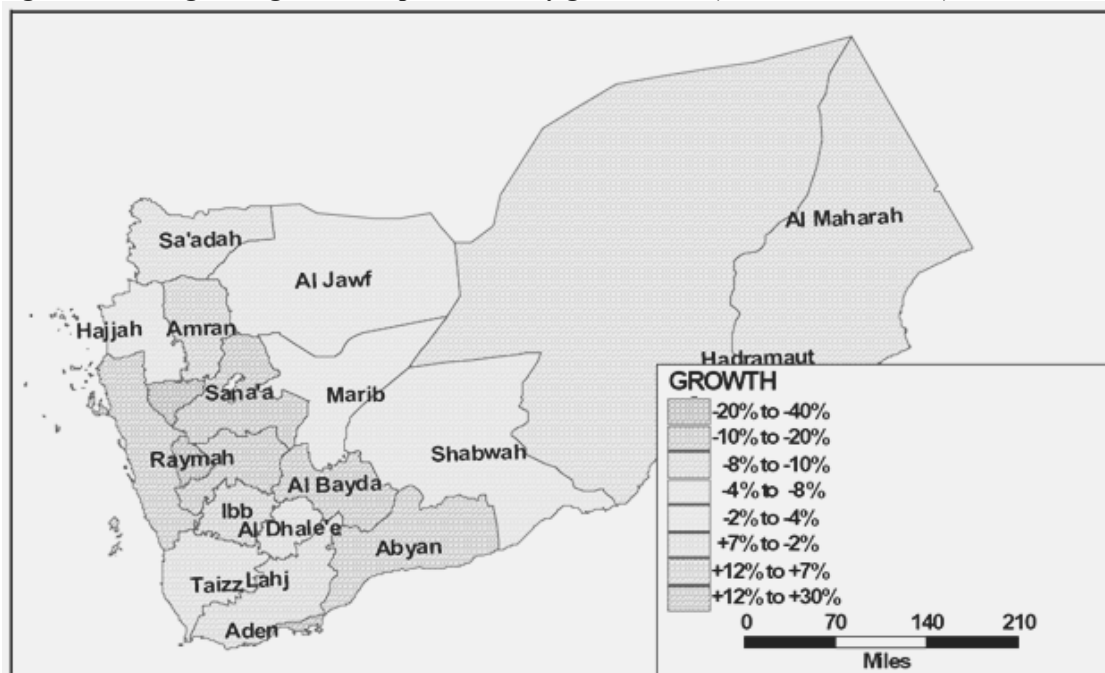 Al Maharah
Sa'adah
Al Jawf
Hajjah
Amran
Hadramaut
Sana'a
Marib
Shabwah
Raymah
Al Bayda
Ibb
Al Dhale'e
Abyan
Taizz
Lahj
Aden
GROWTH
-20% to -40%
-10% to -20%
-8% to -10%
-4% to -8%
-2% to -4%
+7% to -2%
+12% to +7%
+12% to +30%
0 70 140 210
Miles